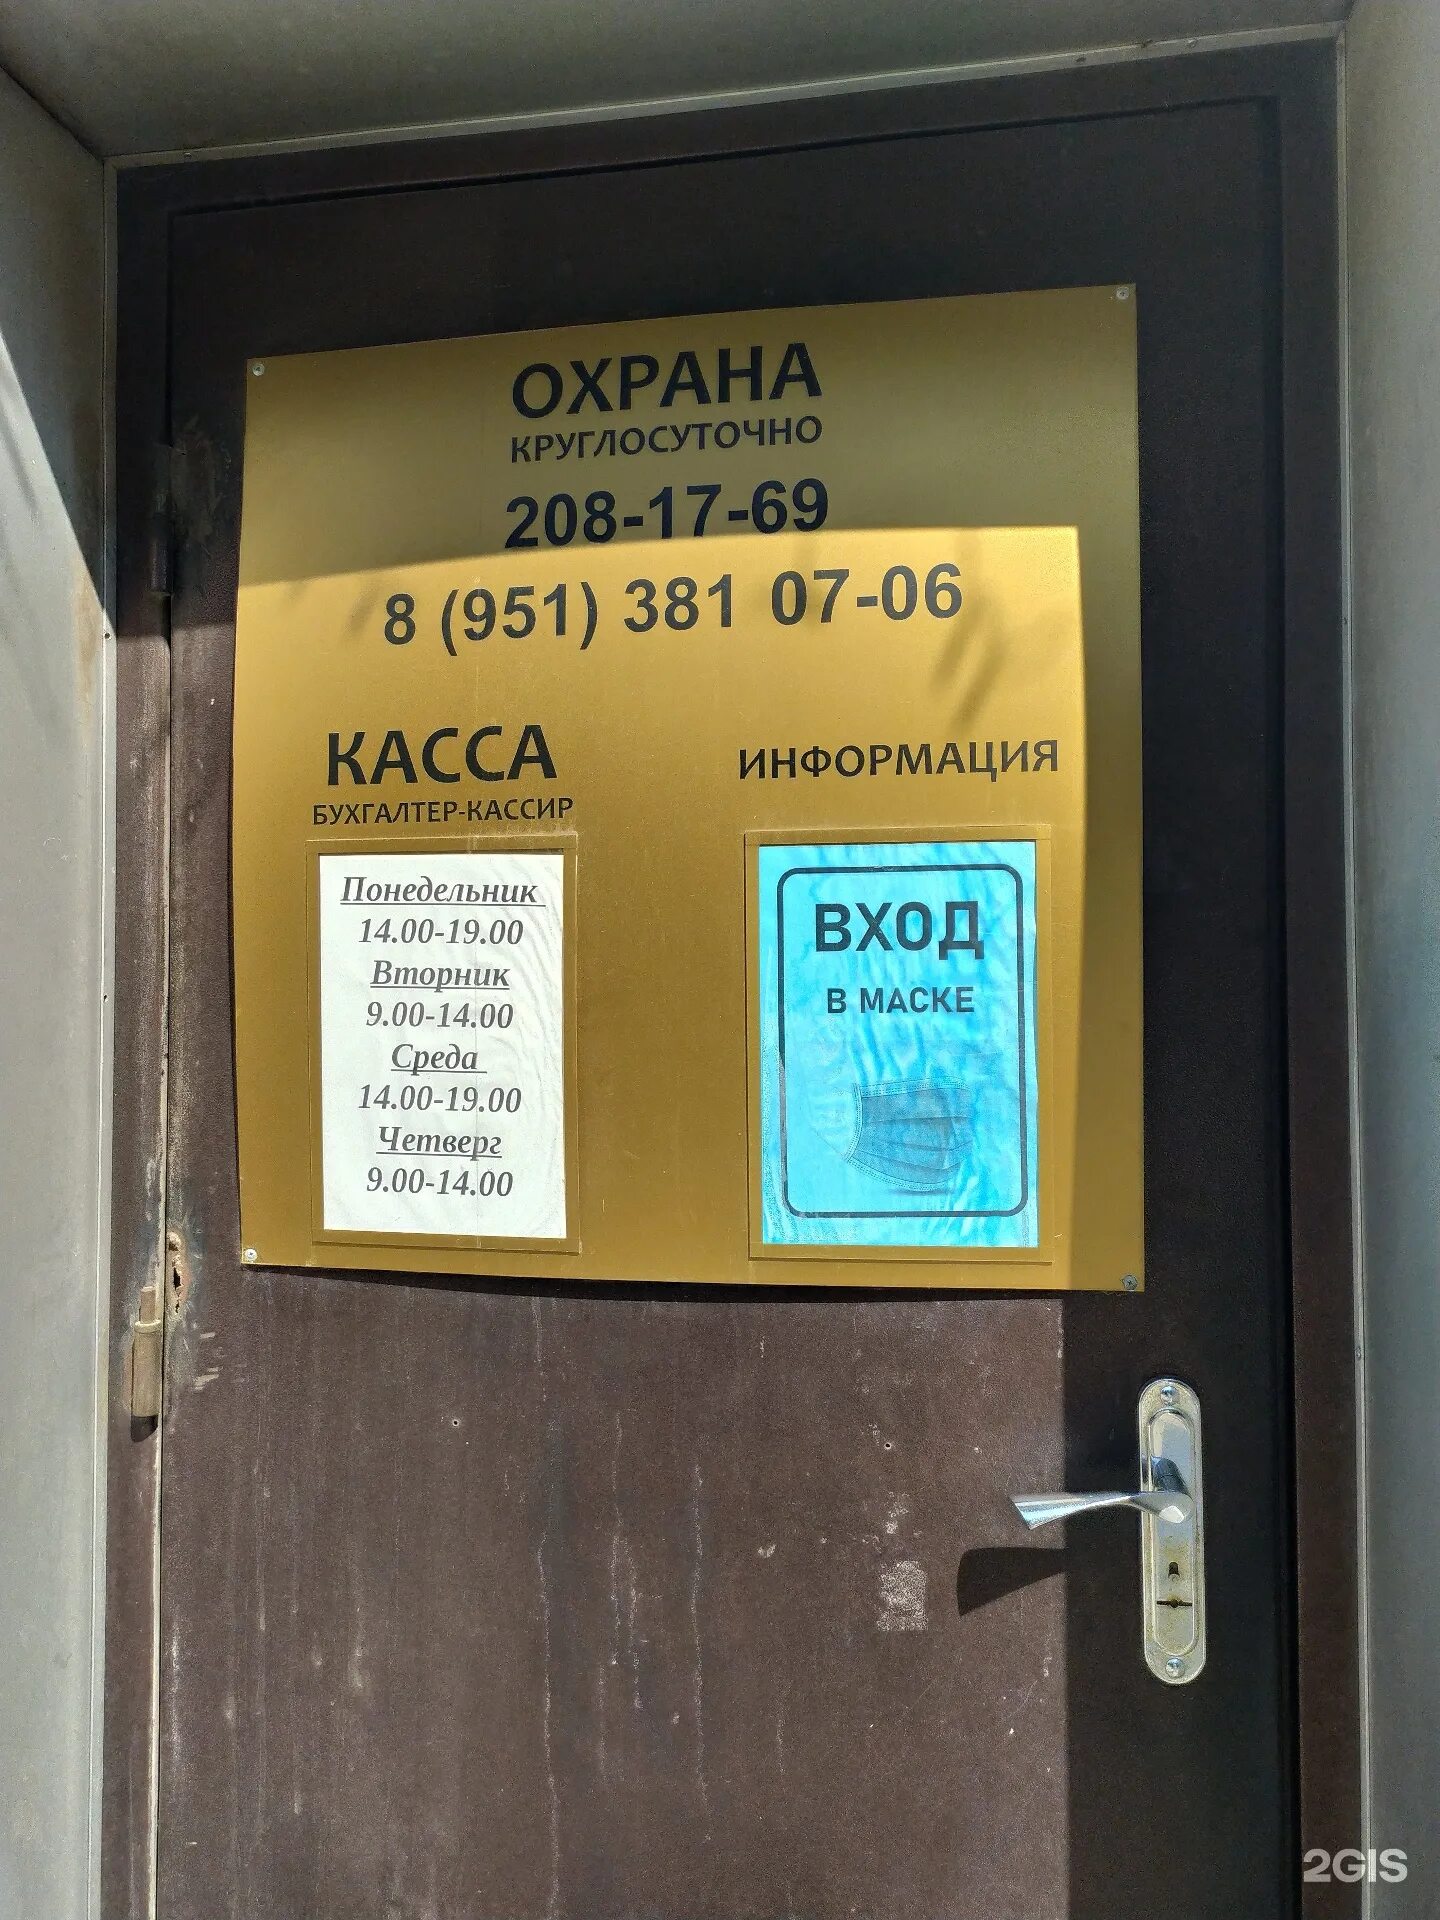 ОХРАНА
КРУГЛОСУТОЧНО
208-17-69
8 (951) 381 07-06
КАССА
БУХГАЛТЕР-КАССИР
Понедельник
14.00-19.00
Вторник
9.00-14.00
Среда
14.00-19.00
Четверг
9.00-14.00
ИНФОРМАЦИЯ
ВХОД
В МАСКЕ
2GIS